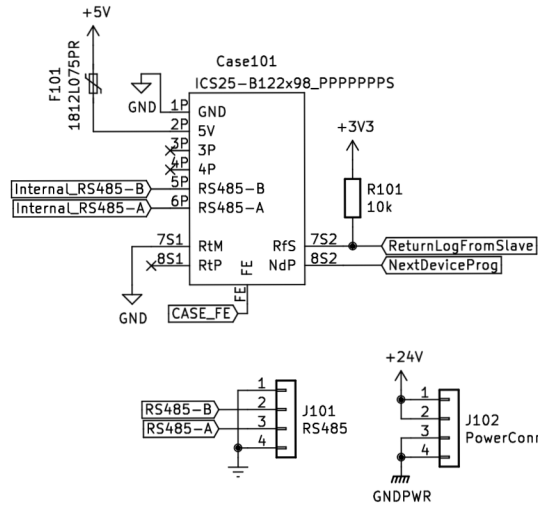 +5V
F101
1812L075PR
Case101
ICS25-B122x98_PPPPPPPS
GND
1P GND
2P 5V
3P 3P
4P 4P
Internal_RS485-B 5P RS485-B
Internal_RS485-A 6P RS485-A
+3V3
R101
10k
7S1 RtM RfS 7S2 ReturnLogFromSlave
8S1 RtP NdP 8S2 NextDeviceProg
FE
FE
GND
CASE_FE
+24V
1
RS485-B 2 J101
RS485-A 3 RS485
4
1
2 J102
3 PowerConn
4
GNDPWR